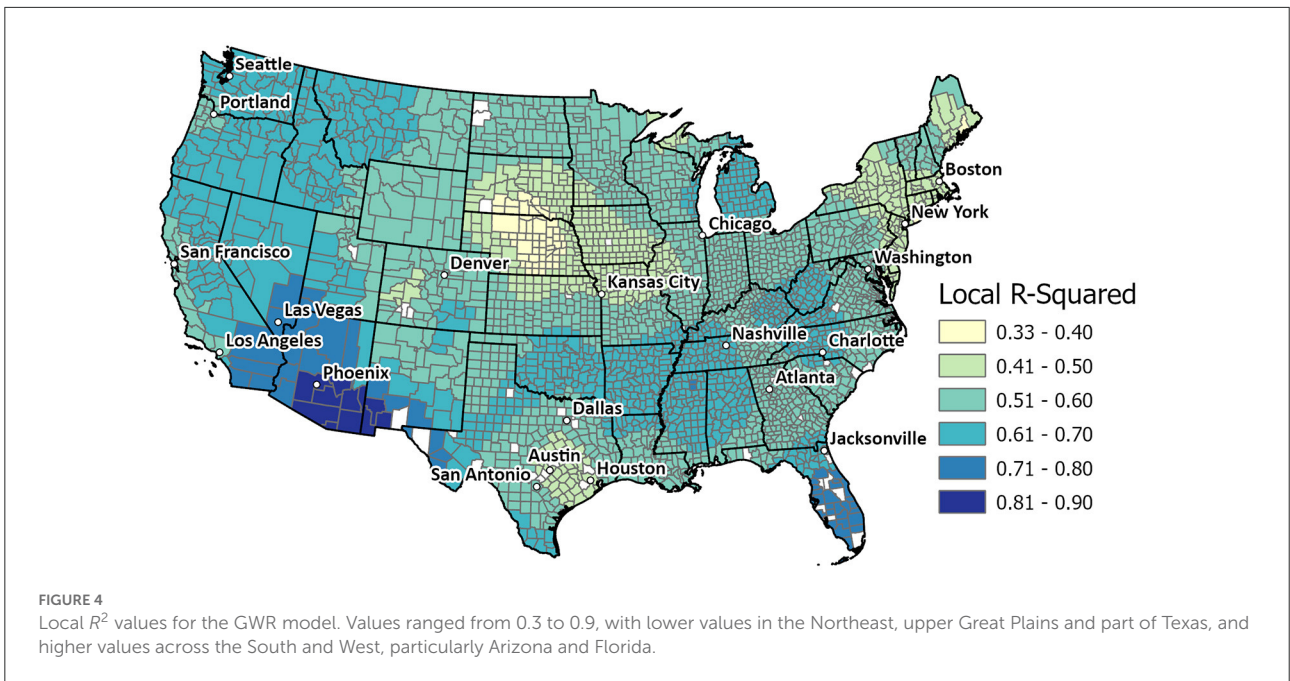 Seattle
Portland
Boston
New York
Chicago
San Francisco
Washington
Denver
Kansas City
Local R-Squared
Las Vegas
0.33 - 0.40
Nashville
Charlotte
Los Angeles
0.41 - 0.50
Phoenix
Atlanta
0.51 - 0.60
Dallas
0.61 - 0.70
Jacksonville
Austin
Houston
0.71 - 0.80
San Antonio
0.81 - 0.90
FIGURE 4
Local R² values for the GWR model. Values ranged from 0.3 to 0.9, with lower values in the Northeast, upper Great Plains and part of Texas, and
higher values across the South and West, particularly Arizona and Florida.